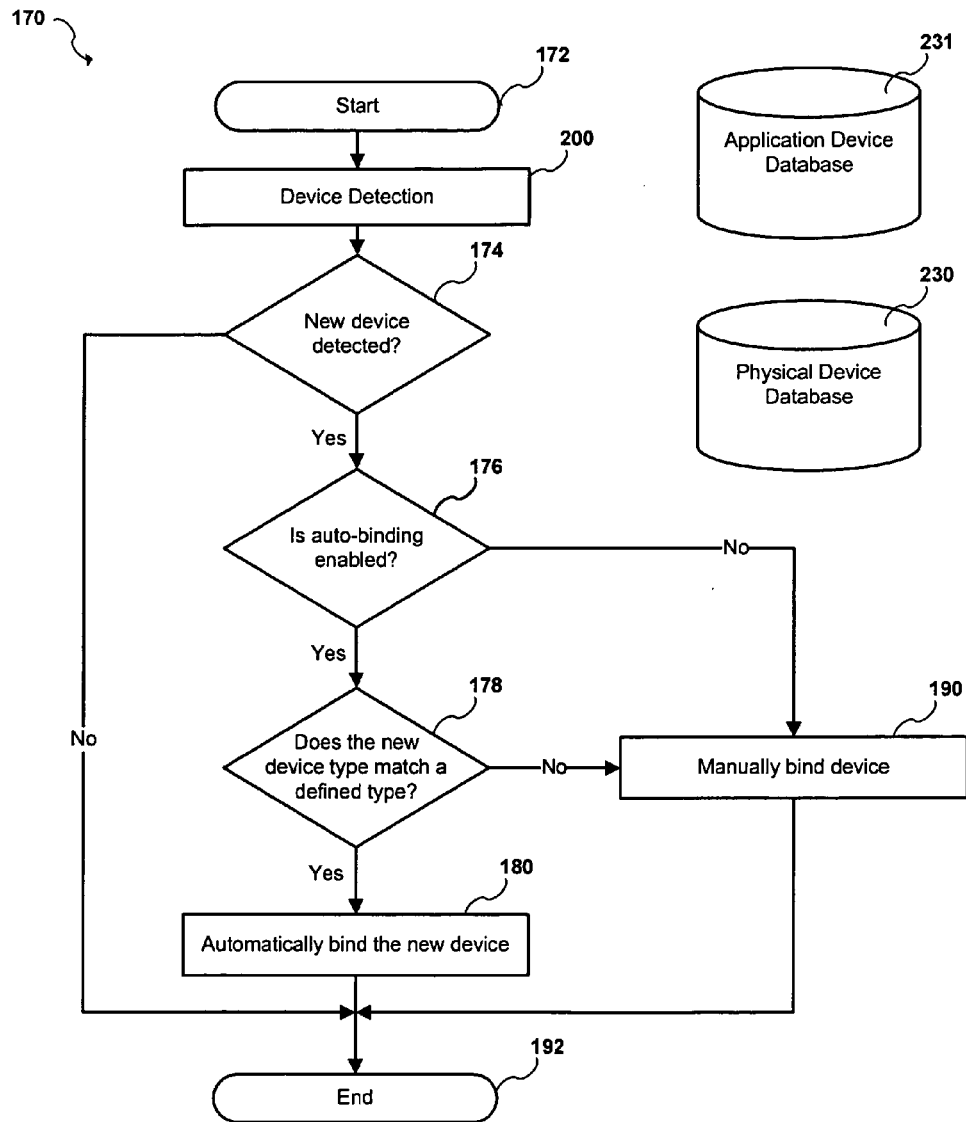 170
172
Start
231
Application Device
Database
200
Device Detection
174
New device
detected?
230
Physical Device
Database
Yes
176
Is auto-binding
enabled?
No
Yes
178
190
No
Does the new
device type match a
defined type?
No
Manually bind device
Yes
180
Automatically bind the new device
192
End